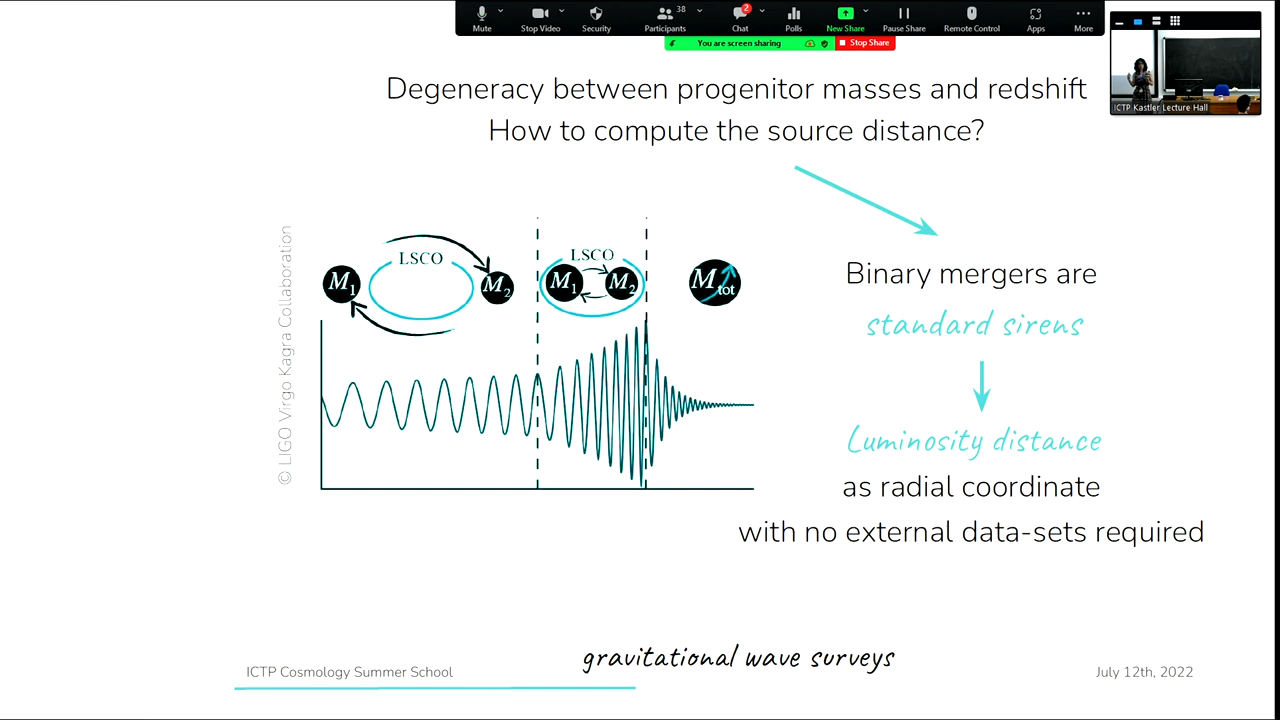 Mute
Stop Video
Security
Participants
38
Chat
2
Polls
New Share
Pause Share
Remote Control
Apps
More
You are screen sharing
Stop Share
ICTP Kastler Lecture Hall
Degeneracy between progenitor masses and redshift
How to compute the source distance?
© LIGO Virgo Kagra Collaboration
LSCO
M1
M2
LSCO
M1
M2
Mtot
Binary mergers are
standard sirens
Luminosity distance
as radial coordinate
with no external data-sets required
ICTP Cosmology Summer School
gravitational wave surveys
July 12th, 2022